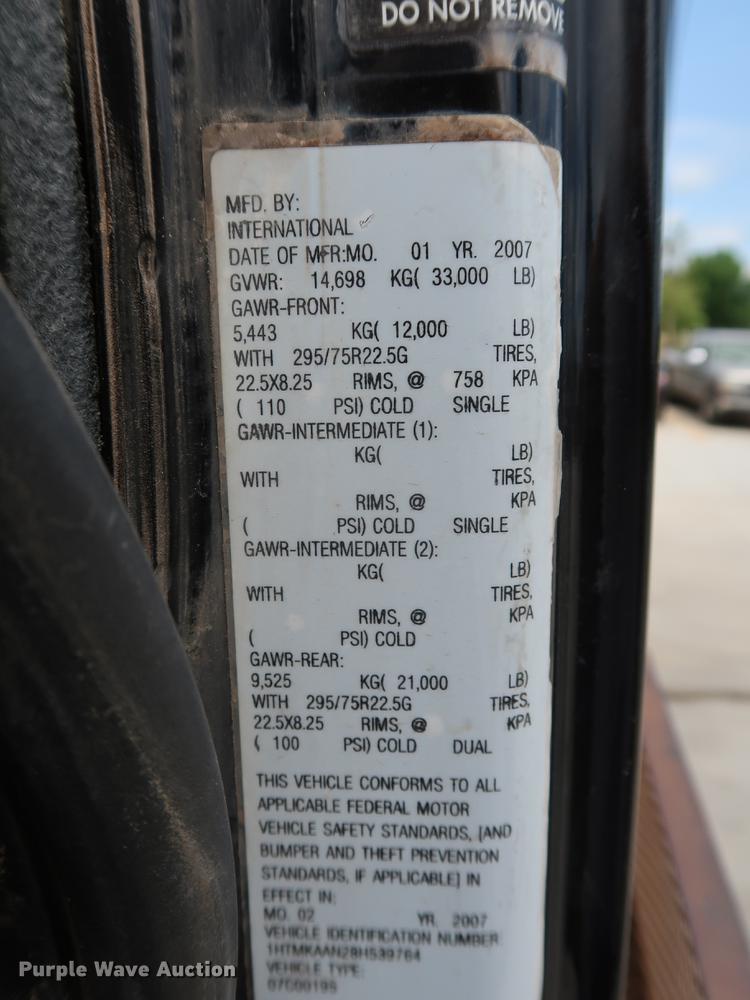 DO NOT REMOVE
MFD. BY:
INTERNATIONAL
DATE OF MFR:MO. 01 YR. 2007
GVWR: 14,698 KG( 33,000 LB)
GAWR-FRONT:
5,443 KG( 12,000 LB)
WITH 295/75R22.5G TIRES,
22.5X8.25 RIMS, @ 758 KPA
( 110 PSI) COLD SINGLE
GAWR-INTERMEDIATE (1):
KG( LB)
WITH TIRES,
RIMS, @ KPA
( PSI) COLD SINGLE
GAWR-INTERMEDIATE (2):
KG( LB)
WITH TIRES,
RIMS, @ KPA
( PSI) COLD
GAWR-REAR:
9,525 KG( 21,000 LB)
WITH 295/75R22.5G TIRES,
22.5X8.25 RIMS, @ KPA
( 100 PSI) COLD DUAL
THIS VEHICLE CONFORMS TO ALL
APPLICABLE FEDERAL MOTOR
VEHICLE SAFETY STANDARDS, [AND
BUMPER AND THEFT PREVENTION
STANDARDS, IF APPLICABLE] IN
EFFECT IN:
MO. 02 YR. 2007
VEHICLE IDENTIFICATION NUMBER:
1HTMKAAN28H539764
VEHICLE TYPE:
Purple Wave Auction